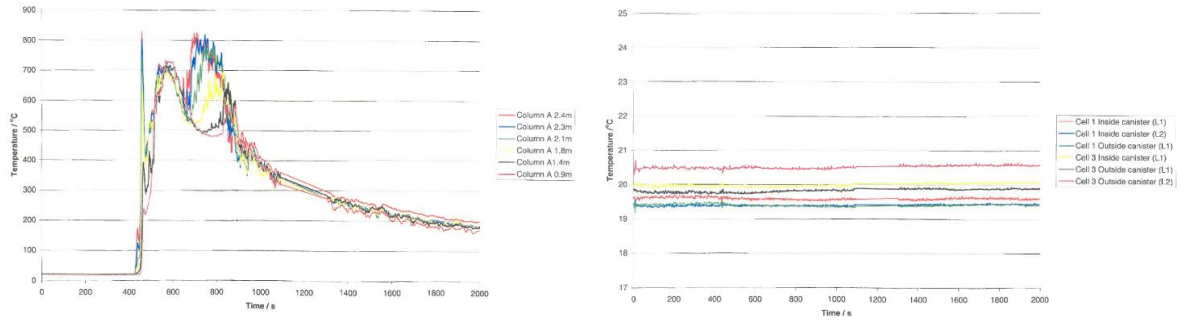 900
800
700
600
500
400
300
200
100
0
Temperature / °C
0 200 400 600 800 1000 1200 1400 1600 1800 2000
Time / s
Column A 2.4m
Column A 2.3m
Column A 2.1m
Column A 1.8m
Column A1.4m
Column A 0.9m
25
24
23
22
21
20
19
18
17
Temperature / °C
0 200 400 600 800 1000 1200 1400 1600 1800 2000
Time / s
Cell 1 Inside canister (L1)
Cell 1 Inside canister (L2)
Cell 1 Outside canister (L1)
Cell 3 Inside canister (L1)
Cell 3 Outside canister (L1)
Cell 3 Outside canister (L2)